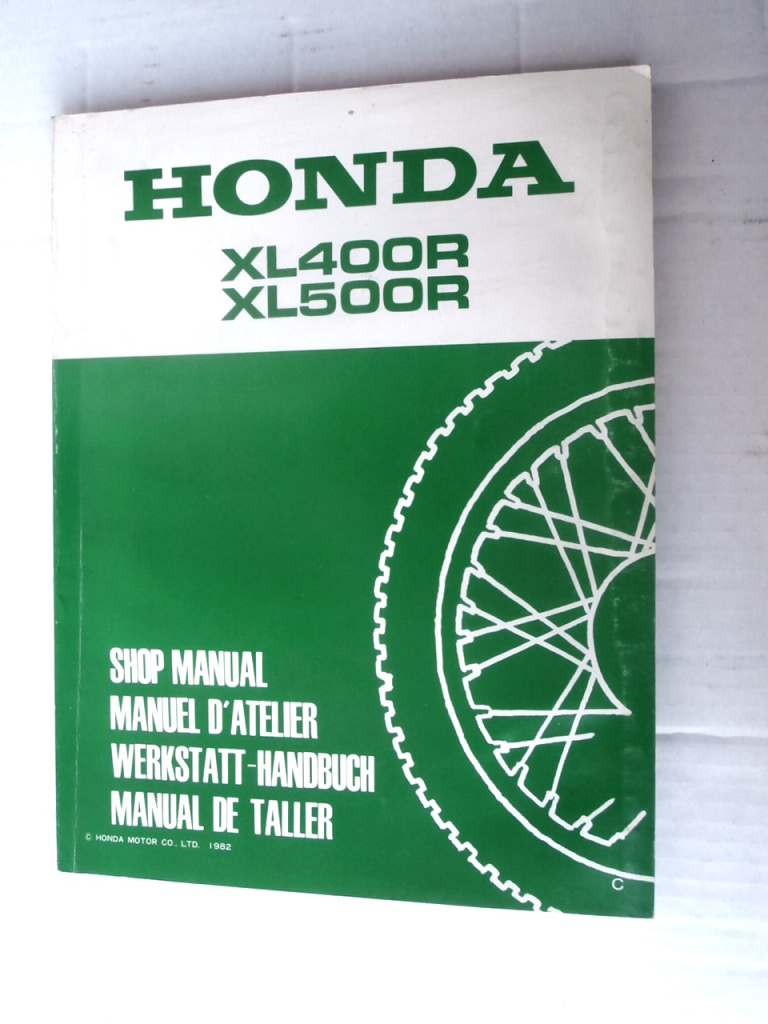 HONDA
XL400R
XL500R
SHOP MANUAL
MANUEL D'ATELIER
WERKSTATT-HANDBUCH
MANUAL DE TALLER
© HONDA MOTOR CO., LTD. 1982
C